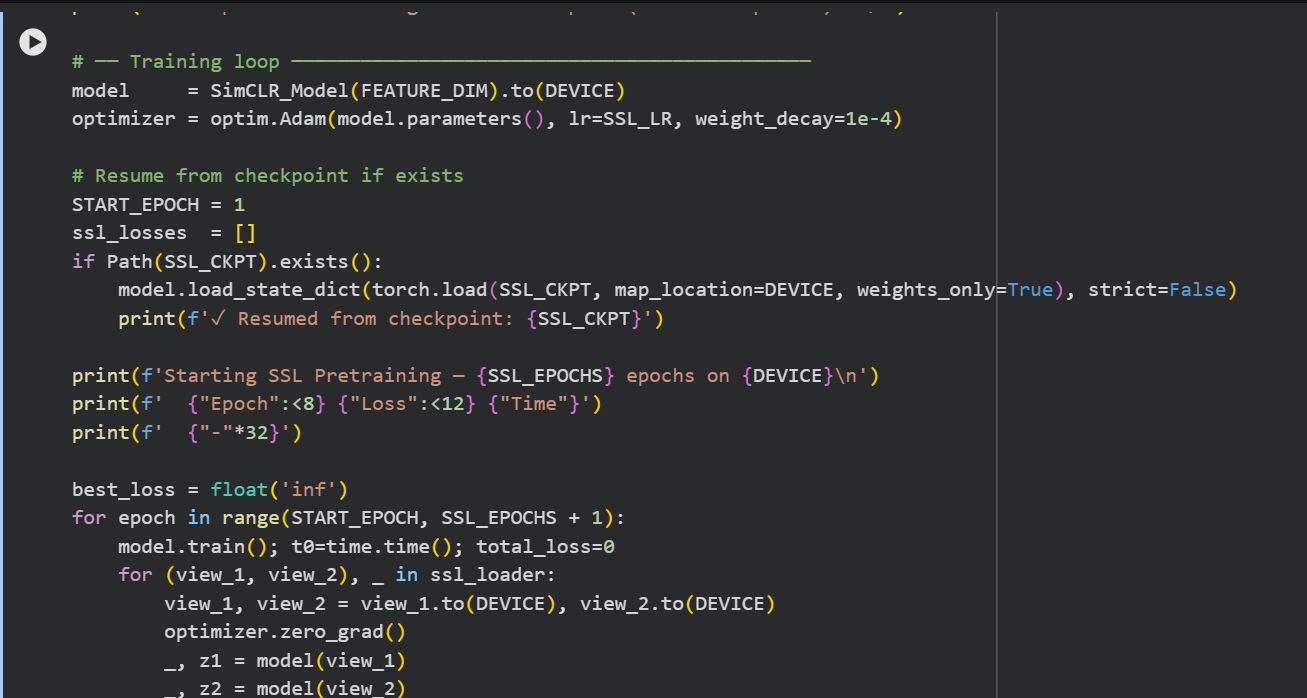 # —— Training loop ─────────────────────────────────────────────
model     = SimCLR_Model(FEATURE_DIM).to(DEVICE)
optimizer = optim.Adam(model.parameters(), lr=SSL_LR, weight_decay=1e-4)
# Resume from checkpoint if exists
START_EPOCH = 1
ssl_losses  = []
if Path(SSL_CKPT).exists():
    model.load_state_dict(torch.load(SSL_CKPT, map_location=DEVICE, weights_only=True), strict=False)
    print(f'✓ Resumed from checkpoint: {SSL_CKPT}')
print(f'Starting SSL Pretraining — {SSL_EPOCHS} epochs on {DEVICE}\n')
print(f'  {"Epoch":<8} {"Loss":<12} {"Time"}')
print(f'  {"-"*32}')
best_loss = float('inf')
for epoch in range(START_EPOCH, SSL_EPOCHS + 1):
    model.train(); t0=time.time(); total_loss=0
    for (view_1, view_2), _ in ssl_loader:
        view_1, view_2 = view_1.to(DEVICE), view_2.to(DEVICE)
        optimizer.zero_grad()
        _, z1 = model(view_1)
        _, z2 = model(view_2)